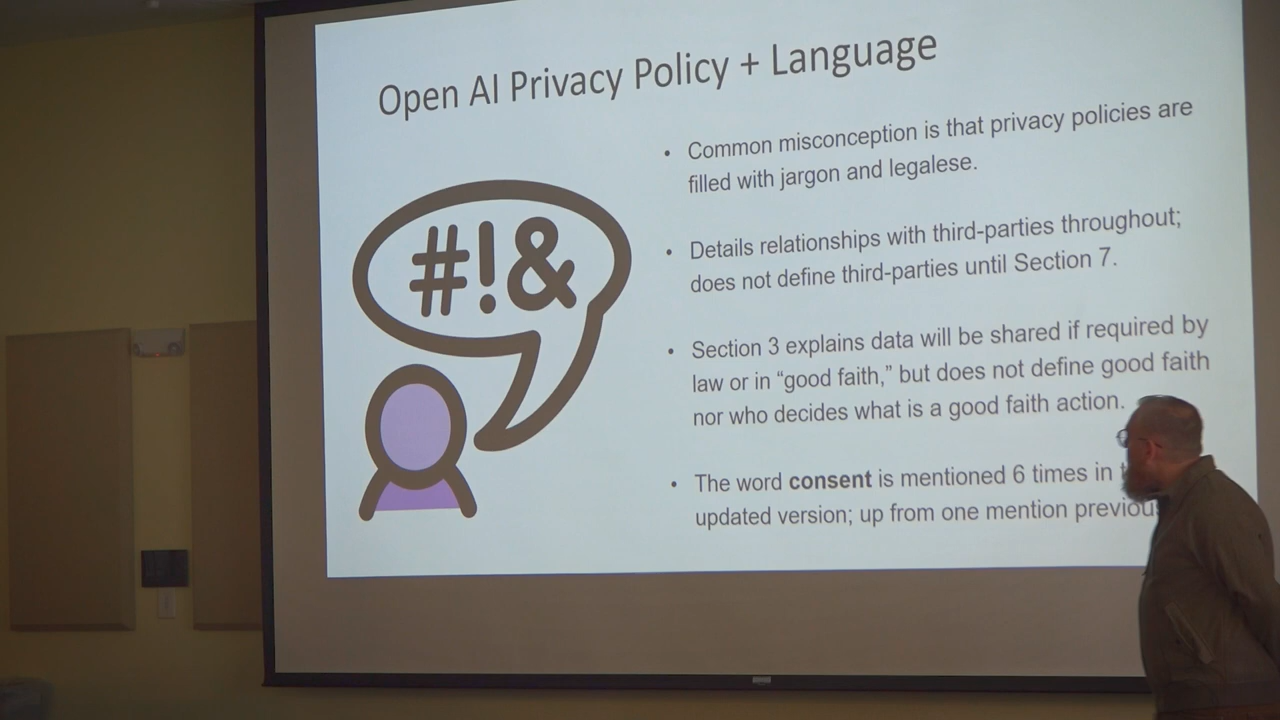 Open AI Privacy Policy + Language
#!&
• Common misconception is that privacy policies are
filled with jargon and legalese.
• Details relationships with third-parties throughout;
does not define third-parties until Section 7.
• Section 3 explains data will be shared if required by
law or in “good faith,” but does not define good faith
nor who decides what is a good faith action.
• The word consent is mentioned 6 times in
updated version; up from one mention